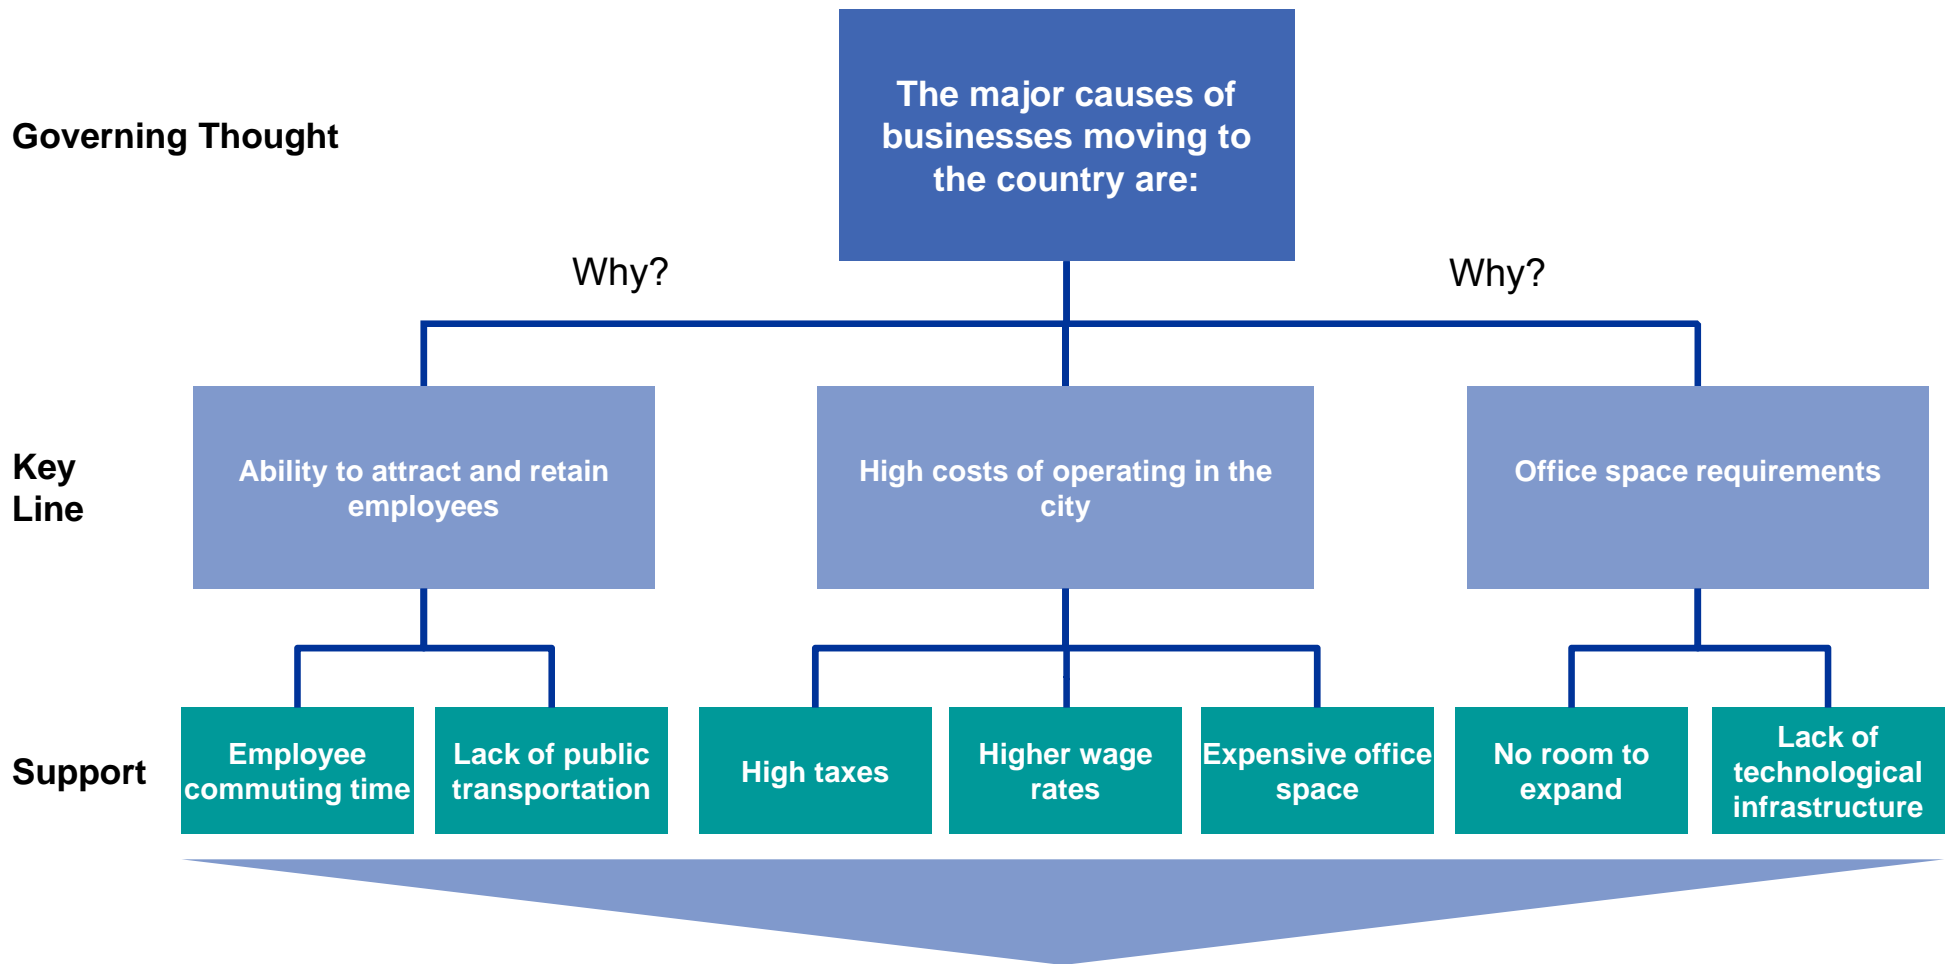 The major causes of
businesses moving to
the country are:
Governing Thought
Why?
Why?
Key
Line
Ability to attract and retain
employees
High costs of operating in the
city
Office space requirements
Support
Employee
commuting time
Lack of public
transportation
High taxes
Higher wage
rates
Expensive office
space
No room to
expand
Lack of
technological
infrastructure